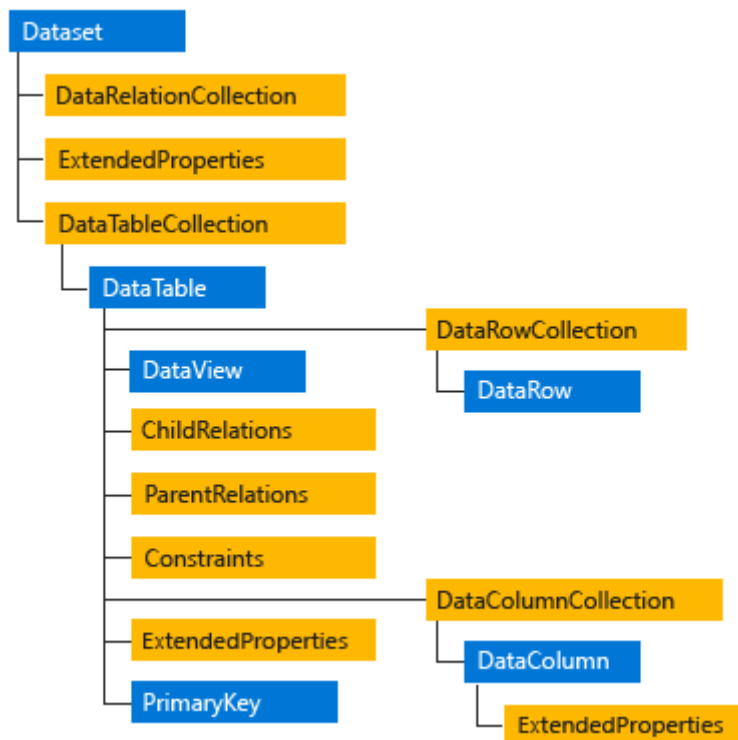 Dataset
DataRelationCollection
ExtendedProperties
DataTableCollection
DataTable
DataRowCollection
DataView
DataRow
ChildRelations
ParentRelations
Constraints
DataColumnCollection
ExtendedProperties
DataColumn
PrimaryKey
ExtendedProperties